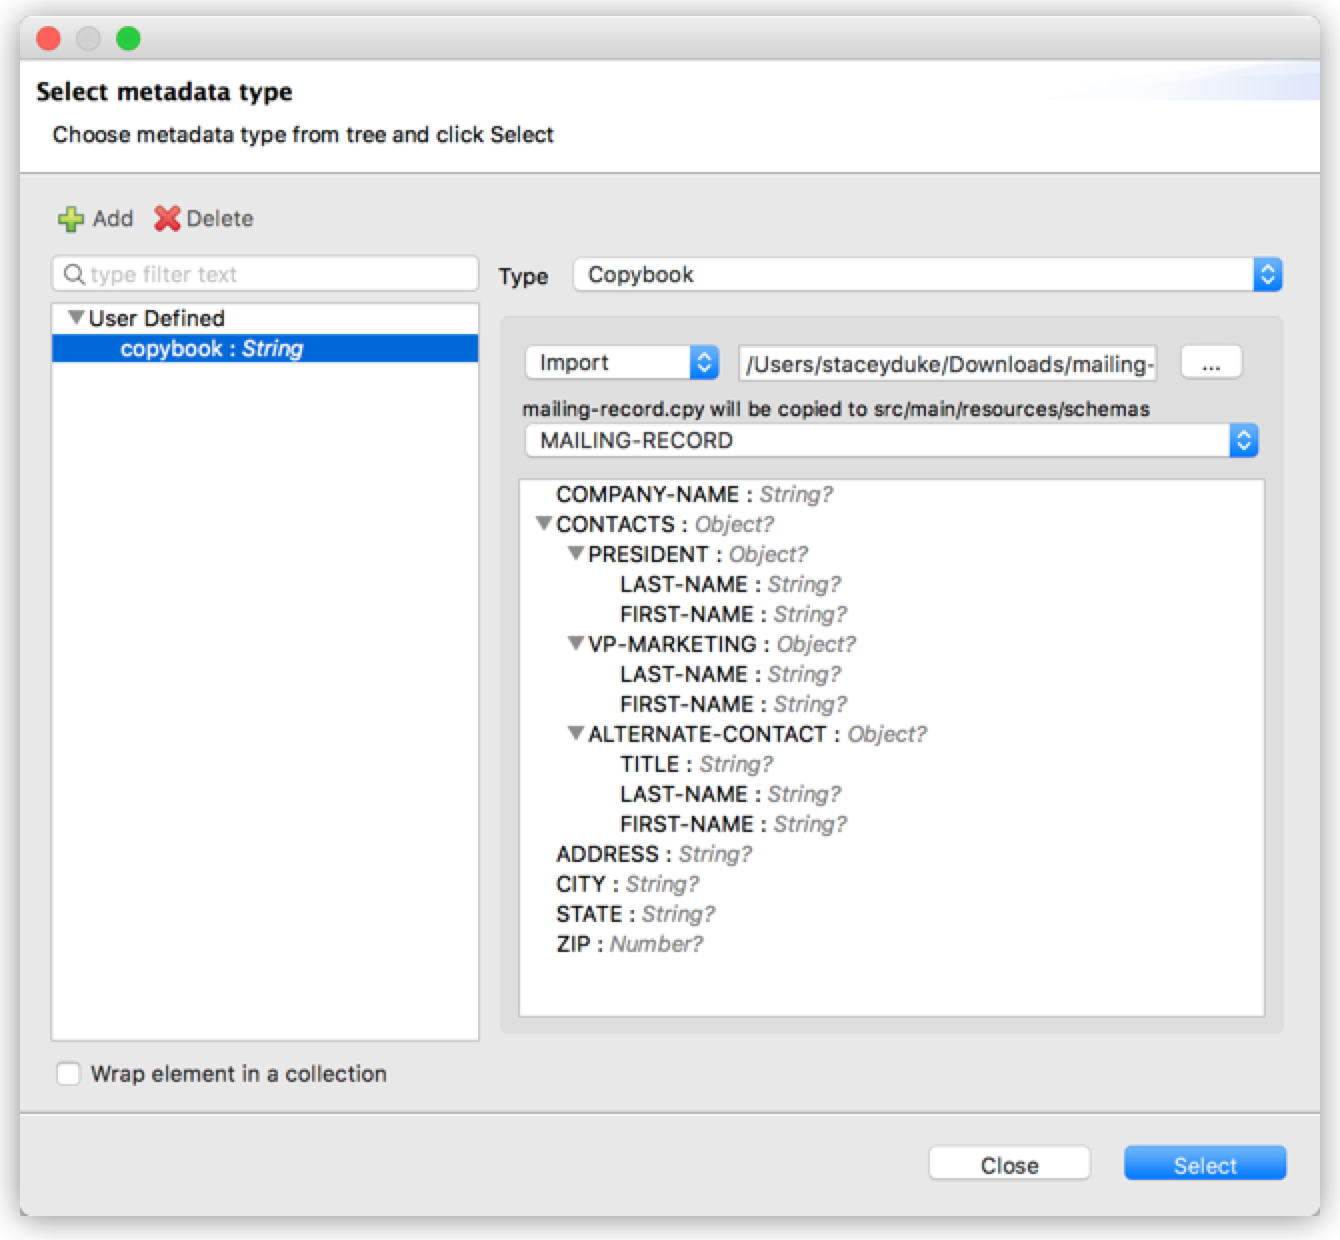 Select metadata type
Choose metadata type from tree and click Select
Add Delete
type filter text
Type Copybook
User Defined
copybook : String
Import /Users/staceyduke/Downloads/mailing- ...
mailing-record.cpy will be copied to src/main/resources/schemas
MAILING-RECORD
COMPANY-NAME : String?
CONTACTS : Object?
PRESIDENT : Object?
LAST-NAME : String?
FIRST-NAME : String?
VP-MARKETING : Object?
LAST-NAME : String?
FIRST-NAME : String?
ALTERNATE-CONTACT : Object?
TITLE : String?
LAST-NAME : String?
FIRST-NAME : String?
ADDRESS : String?
CITY : String?
STATE : String?
ZIP : Number?
Wrap element in a collection
Close Select